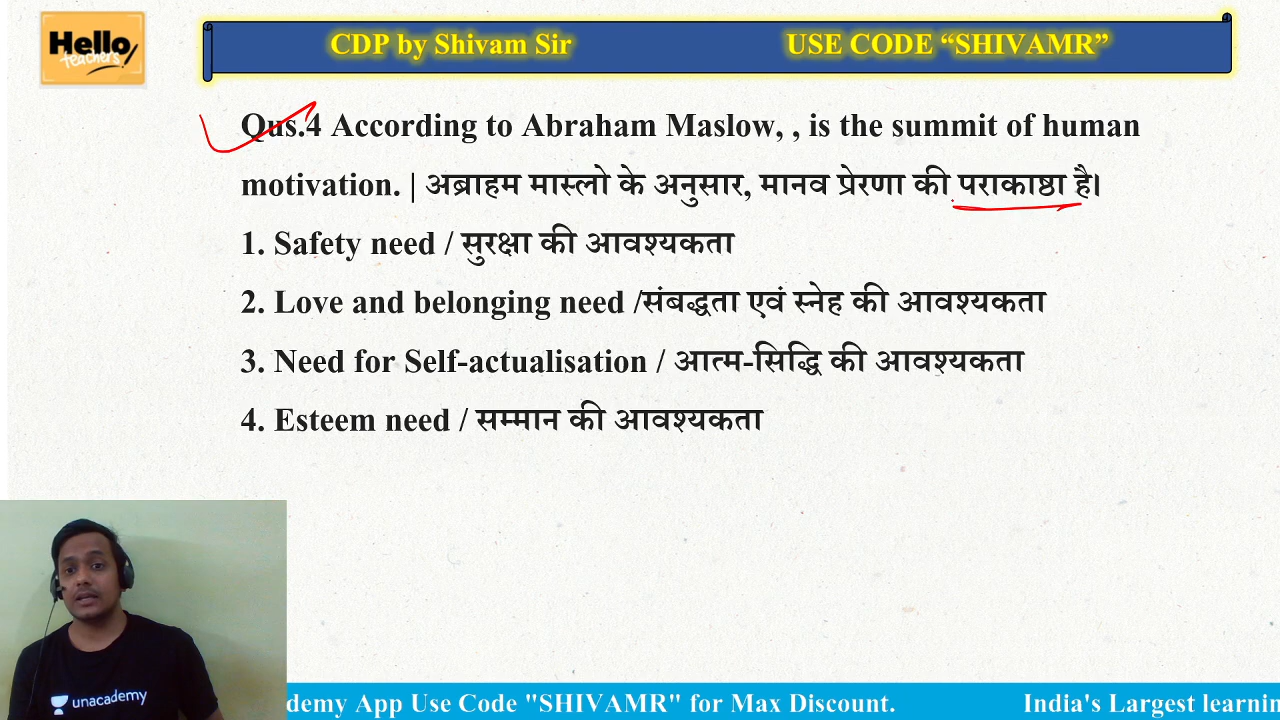 Hello
teachers
CDP by Shivam Sir USE CODE “SHIVAMR”
Qus.4 According to Abraham Maslow, , is the summit of human
motivation. | अब्राहम मास्लो के अनुसार, मानव प्रेरणा की पराकाष्ठा है।
1. Safety need / सुरक्षा की आवश्यकता
2. Love and belonging need /संबद्धता एवं स्नेह की आवश्यकता
3. Need for Self-actualisation / आत्म-सिद्धि की आवश्यकता
4. Esteem need / सम्मान की आवश्यकता
unacademy
demy App Use Code "SHIVAMR" for Max Discount. India's Largest learnin